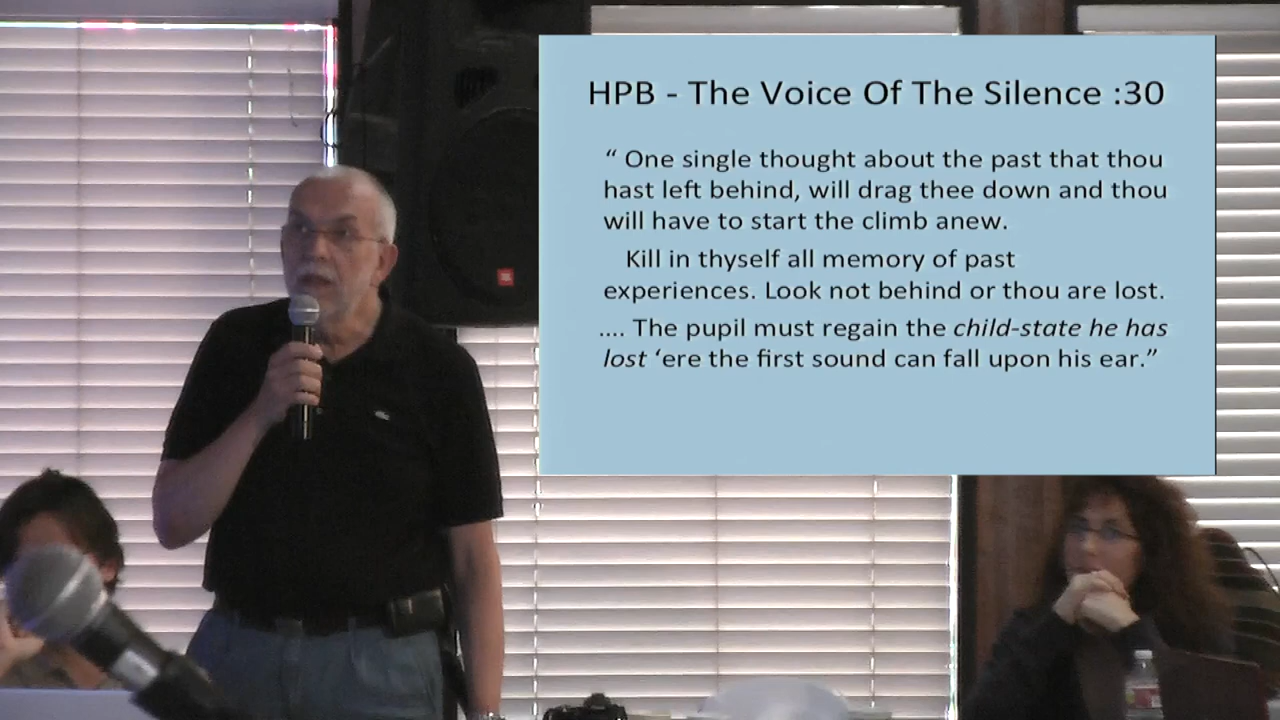 HPB - The Voice Of The Silence :30
“ One single thought about the past that thou
hast left behind, will drag thee down and thou
will have to start the climb anew.
Kill in thyself all memory of past
experiences. Look not behind or thou are lost.
.... The pupil must regain the child-state he has
lost ‘ere the first sound can fall upon his ear.”